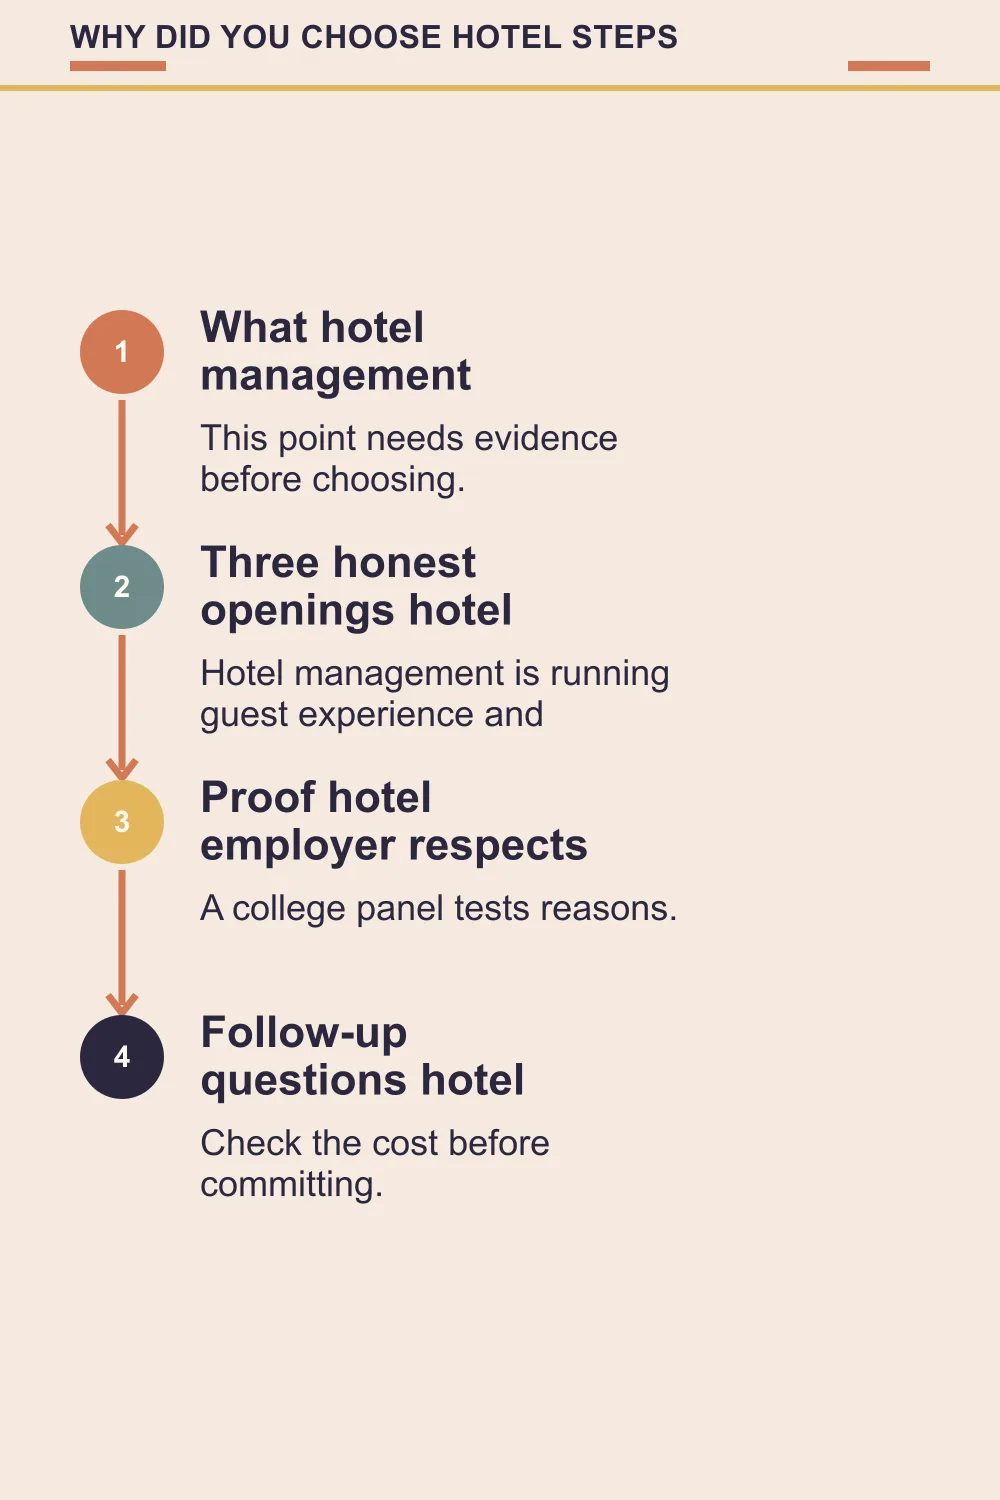 WHY DID YOU CHOOSE HOTEL STEPS
1
What hotel
management
This point needs evidence
before choosing.
2
Three honest
openings hotel
Hotel management is running
guest experience and
3
Proof hotel
employer respects
A college panel tests reasons.
4
Follow-up
questions hotel
Check the cost before
committing.